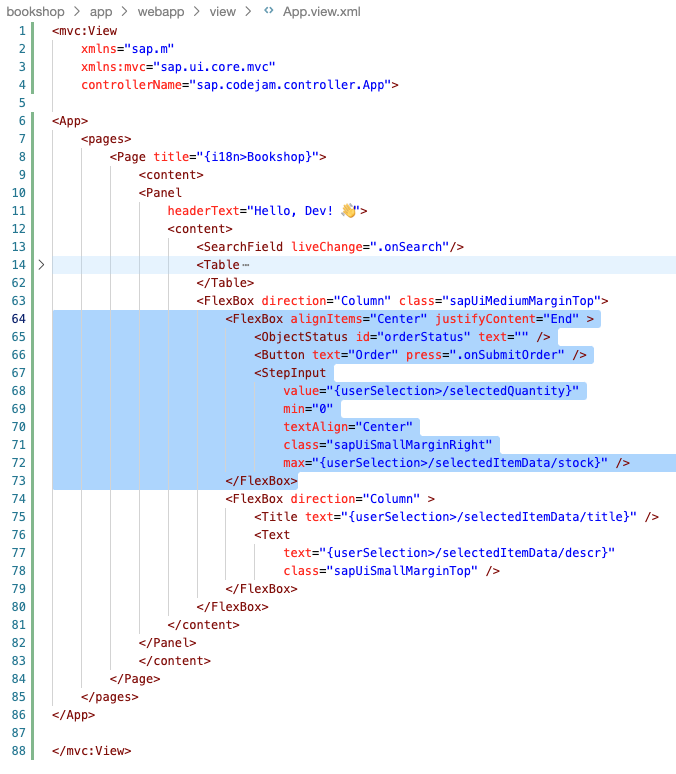 bookshop > app > webapp > view > <> App.view.xml
1 <mvc:View
2     xmlns="sap.m"
3     xmlns:mvc="sap.ui.core.mvc"
4     controllerName="sap.codejam.controller.App">
5
6 <App>
7     <pages>
8         <Page title="{i18n>Bookshop}">
9             <content>
10             <Panel
11                 headerText="Hello, Dev! 👋">
12                 <content>
13                     <SearchField liveChange=".onSearch"/>
14 >                     <Table⋯
62                     </Table>
63                     <FlexBox direction="Column" class="sapUiMediumMarginTop">
64                         <FlexBox alignItems="Center" justifyContent="End" >
65                             <ObjectStatus id="orderStatus" text="" />
66                             <Button text="Order" press=".onSubmitOrder" />
67                             <StepInput
68                                 value="{userSelection>/selectedQuantity}"
69                                 min="0"
70                                 textAlign="Center"
71                                 class="sapUiSmallMarginRight"
72                                 max="{userSelection>/selectedItemData/stock}" />
73                         </FlexBox>
74                         <FlexBox direction="Column" >
75                             <Title text="{userSelection>/selectedItemData/title}" />
76                             <Text
77                                 text="{userSelection>/selectedItemData/descr}"
78                                 class="sapUiSmallMarginTop" />
79                         </FlexBox>
80                     </FlexBox>
81                 </content>
82             </Panel>
83             </content>
84         </Page>
85     </pages>
86 </App>
87
88 </mvc:View>